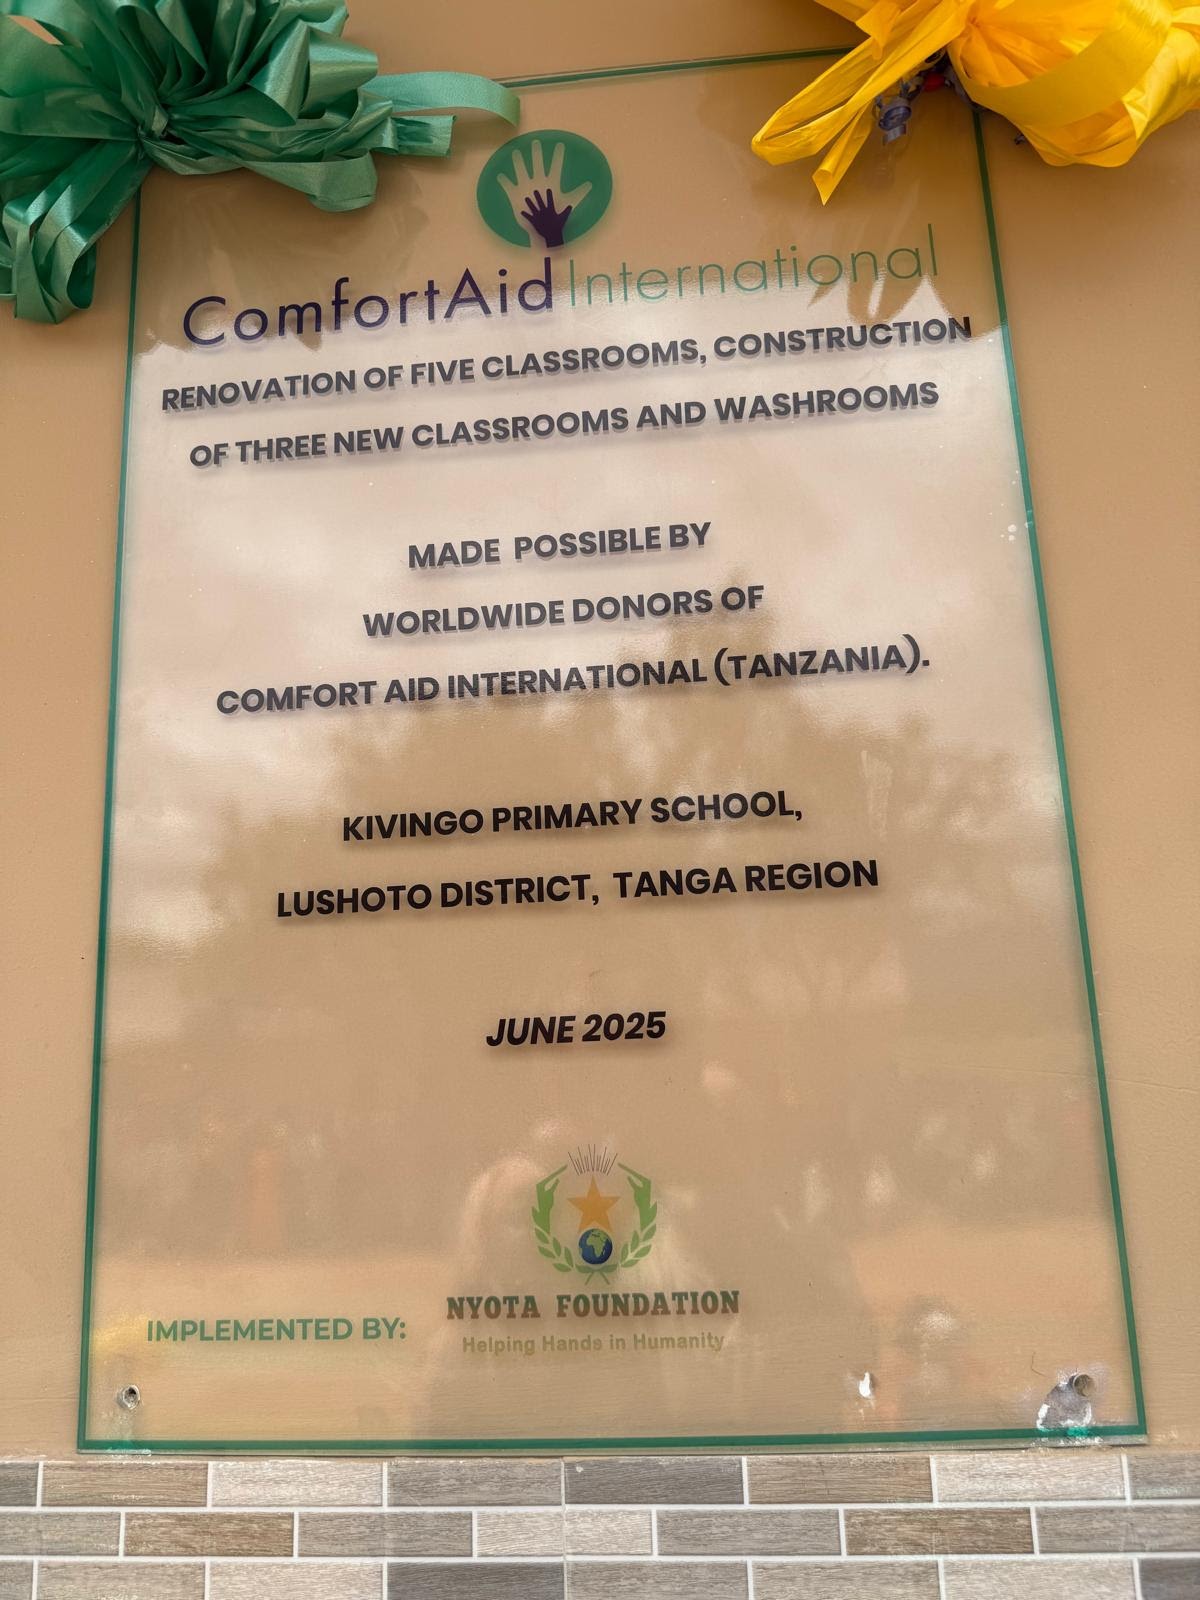 ComfortAid International
RENOVATION OF FIVE CLASSROOMS, CONSTRUCTION
OF THREE NEW CLASSROOMS AND WASHROOMS
MADE POSSIBLE BY
WORLDWIDE DONORS OF
COMFORT AID INTERNATIONAL (TANZANIA).
KIVINGO PRIMARY SCHOOL,
LUSHOTO DISTRICT, TANGA REGION
JUNE 2025
IMPLEMENTED BY:
NYOTA FOUNDATION
Helping Hands in Humanity